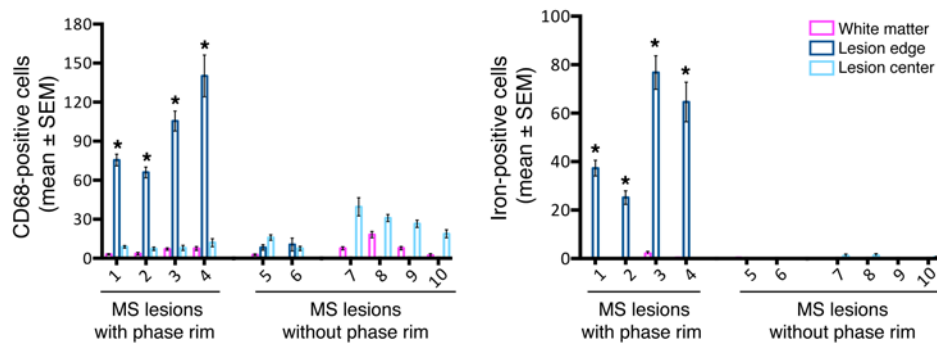 CD68-positive cells
(mean ± SEM)
180
150
120
90
60
30
0
*
*
*
*
1
2
3
4
5
6
7
8
9
10
MS lesions
with phase rim
MS lesions
without phase rim
Iron-positive cells
(mean ± SEM)
100
80
60
40
20
0
*
*
*
*
1
2
3
4
5
6
7
8
9
10
MS lesions
with phase rim
MS lesions
without phase rim
White matter
Lesion edge
Lesion center